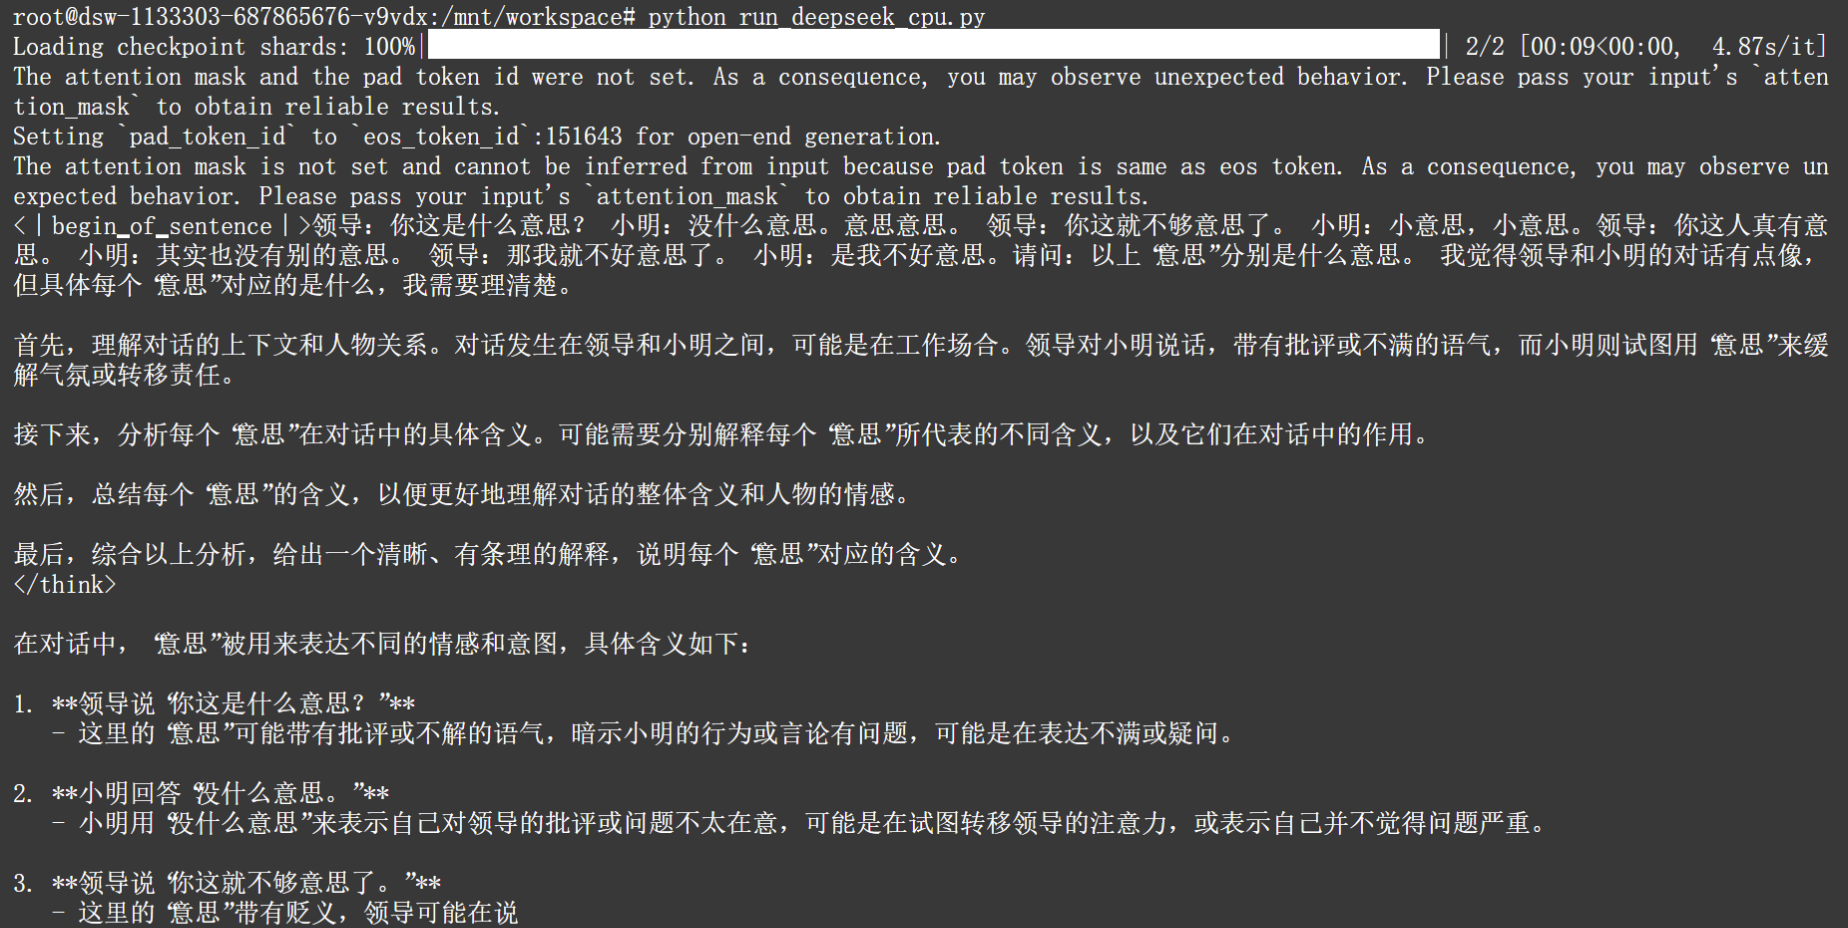 root@dsw-1133303-687865676-v9vdx:/mnt/workspace# python run_deepseek_cpu.py
Loading checkpoint shards: 100%|██████████| 2/2 [00:09<00:00,  4.87s/it]
The attention mask and the pad token id were not set. As a consequence, you may observe unexpected behavior. Please pass your input's `atten
tion_mask` to obtain reliable results.
Setting `pad_token_id` to `eos_token_id`:151643 for open-end generation.
The attention mask is not set and cannot be inferred from input because pad token is same as eos token. As a consequence, you may observe un
expected behavior. Please pass your input's `attention_mask` to obtain reliable results.
<｜begin▁of▁sentence｜>领导：你这是什么意思？ 小明：没什么意思。意思意思。 领导：你这就不够意思了。 小明：小意思，小意思。领导：你这人真有意
思。 小明：其实也没有别的意思。 领导：那我就不好意思了。 小明：是我不好意思。请问：以上“意思”分别是什么意思。 我觉得领导和小明的对话有点像，
但具体每个“意思”对应的是什么，我需要理清楚。
首先，理解对话的上下文和人物关系。对话发生在领导和小明之间，可能是在工作场合。领导对小明说话，带有批评或不满的语气，而小明则试图用“意思”来缓
解气氛或转移责任。
接下来，分析每个“意思”在对话中的具体含义。可能需要分别解释每个“意思”所代表的不同含义，以及它们在对话中的作用。
然后，总结每个“意思”的含义，以便更好地理解对话的整体含义和人物的情感。
最后，综合以上分析，给出一个清晰、有条理的解释，说明每个“意思”对应的含义。
</think>
在对话中，“意思”被用来表达不同的情感和意图，具体含义如下：
1. **领导说“你这是什么意思？”**
- 这里的“意思”可能带有批评或不解的语气，暗示小明的行为或言论有问题，可能是在表达不满或疑问。
2. **小明回答“没什么意思。”**
- 小明用“没什么意思”来表示自己对领导的批评或问题不太在意，可能是在试图转移领导的注意力，或表示自己并不觉得问题严重。
3. **领导说“你这就不够意思了。”**
- 这里的“意思”带有贬义，领导可能在说